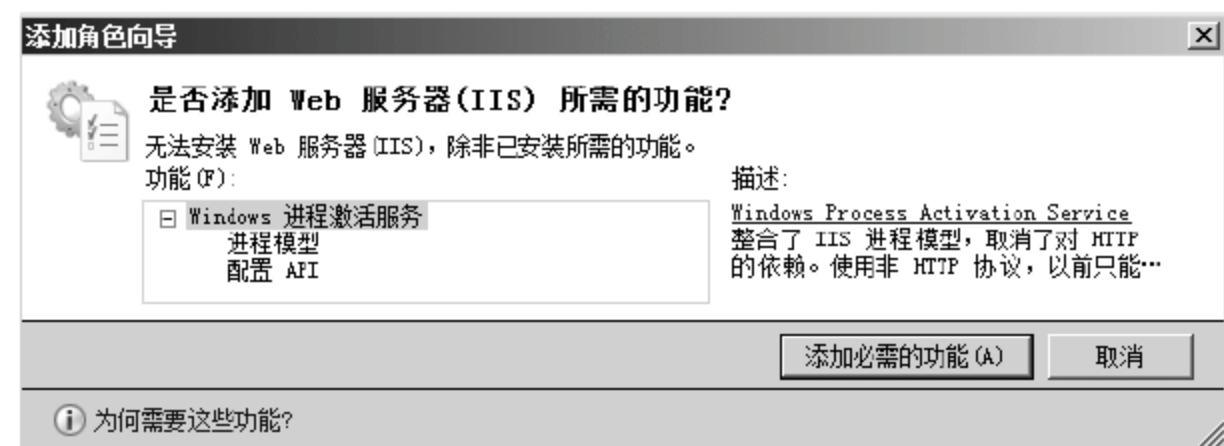 添加角色向导
是否添加 Web 服务器(IIS) 所需的功能?
无法安装 Web 服务器(IIS)，除非已安装所需的功能。
功能(F):
Windows 进程激活服务
进程模型
配置 API
描述:
Windows Process Activation Service
整合了 IIS 进程模型，取消了对 HTTP
的依赖。使用非 HTTP 协议，以前只能…
添加必需的功能(A)
取消
为何需要这些功能?